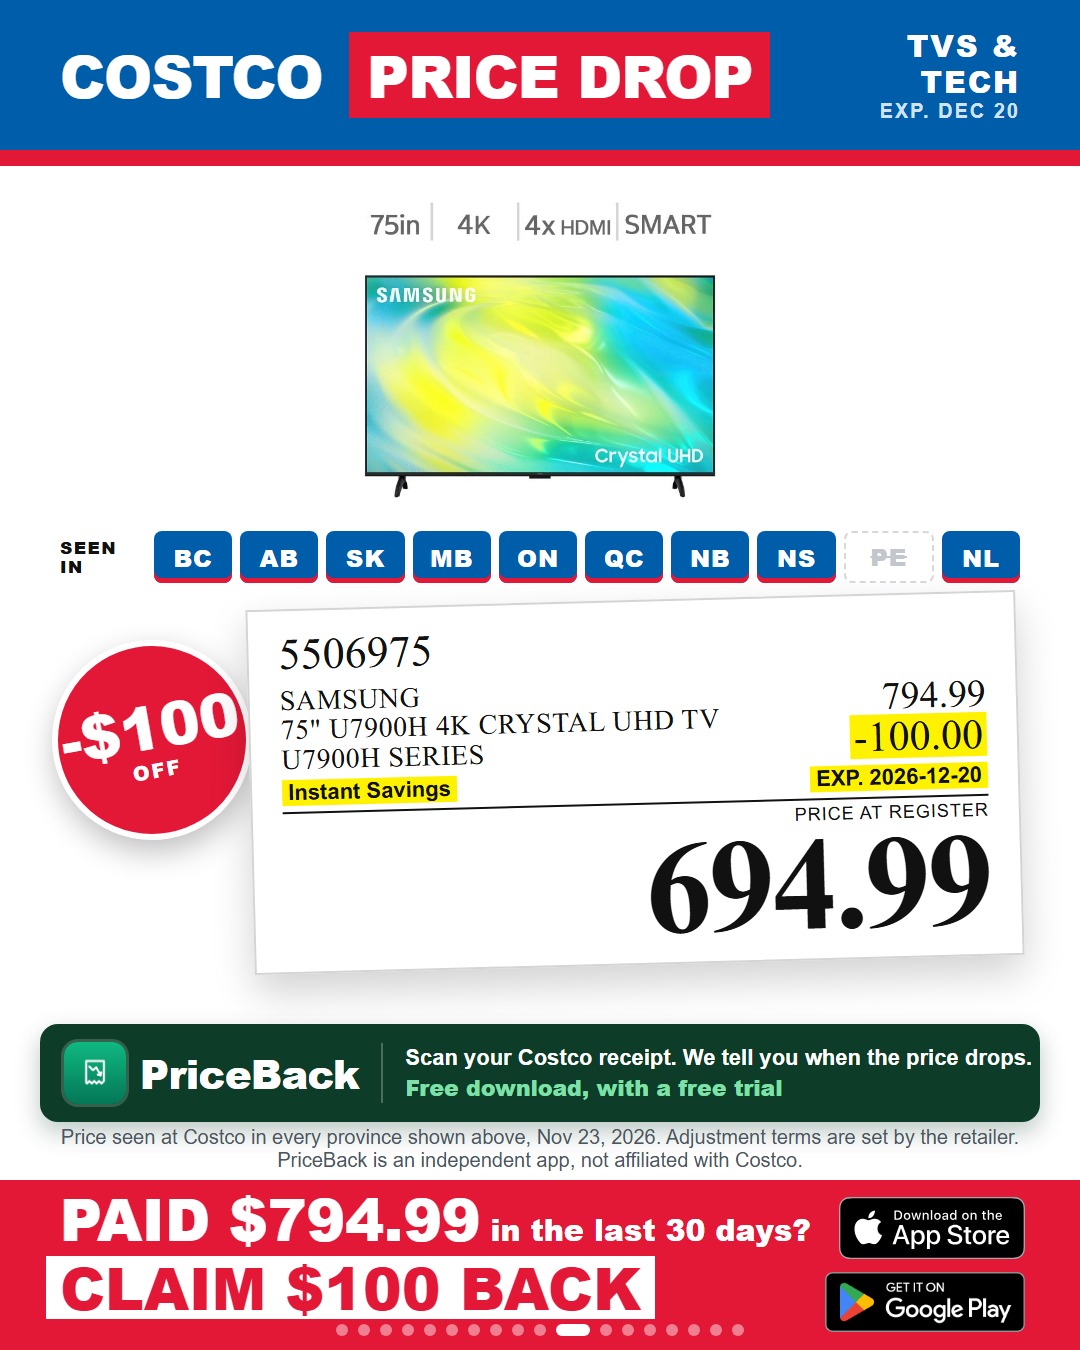 COSTCO PRICE DROP
TVS &
TECH
EXP. DEC 20
75in 4K 4x HDMI SMART
SAMSUNG
Crystal UHD
SEEN
IN
BC AB SK MB ON QC NB NS PE NL
5506975
SAMSUNG
75" U7900H 4K CRYSTAL UHD TV
U7900H SERIES
Instant Savings
794.99
-100.00
EXP. 2026-12-20
PRICE AT REGISTER
694.99
-$100
OFF
PriceBack
Scan your Costco receipt. We tell you when the price drops.
Free download, with a free trial
Price seen at Costco in every province shown above, Nov 23, 2026. Adjustment terms are set by the retailer.
PriceBack is an independent app, not affiliated with Costco.
PAID $794.99 in the last 30 days?
CLAIM $100 BACK
Download on the
App Store
GET IT ON
Google Play